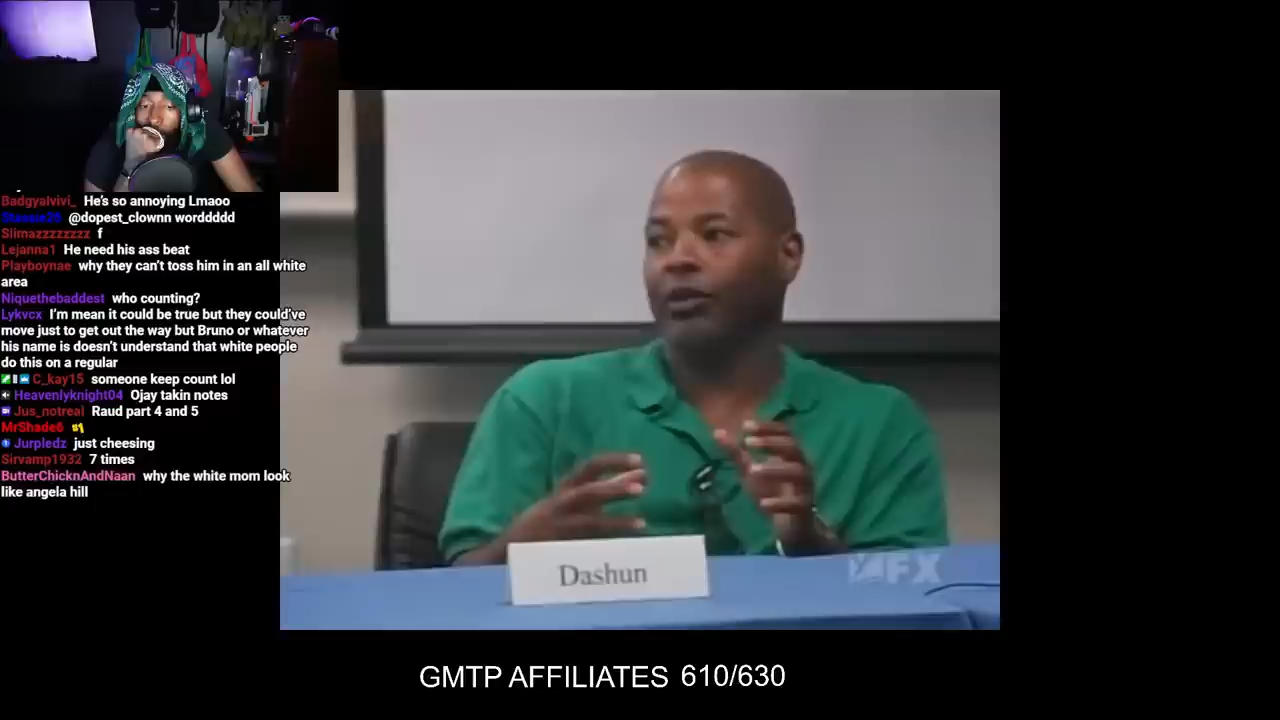 Badgyalvivi_ He's so annoying Lmaoo
Stassie25 @dopest_clownn worddddd
Slimazzzzzzzz f
Lejanna1 He need his ass beat
Playboynae why they can't toss him in an all white
area
Niquethebaddest who counting?
Lykvcx I'm mean it could be true but they could've
move just to get out the way but Bruno or whatever
his name is doesn't understand that white people
do this on a regular
C_kay15 someone keep count lol
Heavenlyknight04 Ojay takin notes
Jus_notreal Raud part 4 and 5
MrShade6
Jurpledz just cheesing
Sirvamp1932 7 times
ButterChicknAndNaan why the white mom look
like angela hill
Dashun
FX
GMTP AFFILIATES 610/630